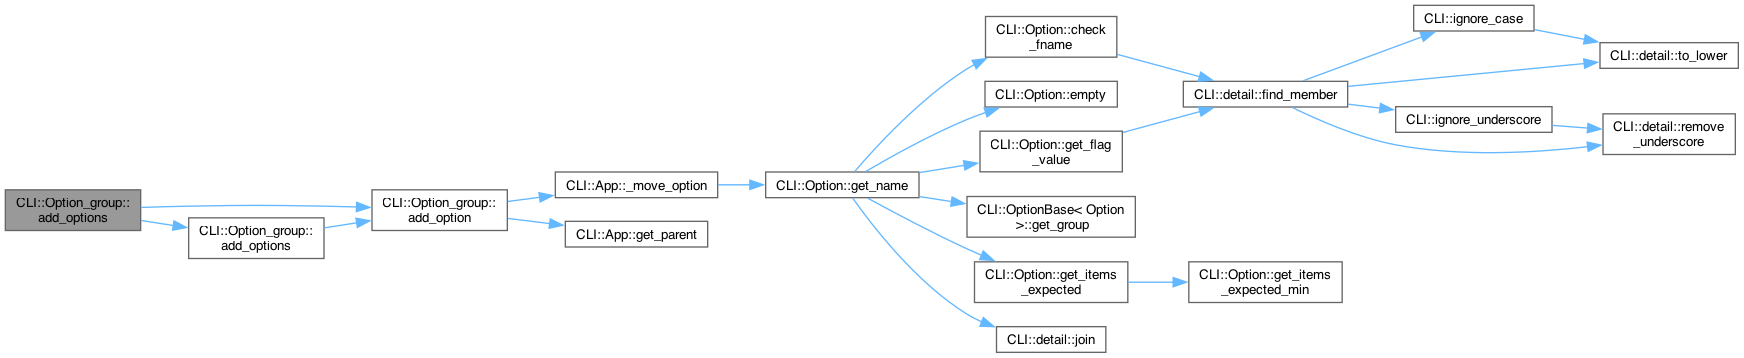 CLI::Option_group::
add_options
CLI::Option_group::
add_options
CLI::Option_group::
add_option
CLI::App::_move_option
CLI::App::get_parent
CLI::Option::get_name
CLI::Option::check
_fname
CLI::Option::empty
CLI::Option::get_flag
_value
CLI::OptionBase< Option
>::get_group
CLI::Option::get_items
_expected
CLI::detail::join
CLI::detail::find_member
CLI::Option::get_items
_expected_min
CLI::ignore_case
CLI::ignore_underscore
CLI::detail::to_lower
CLI::detail::remove
_underscore